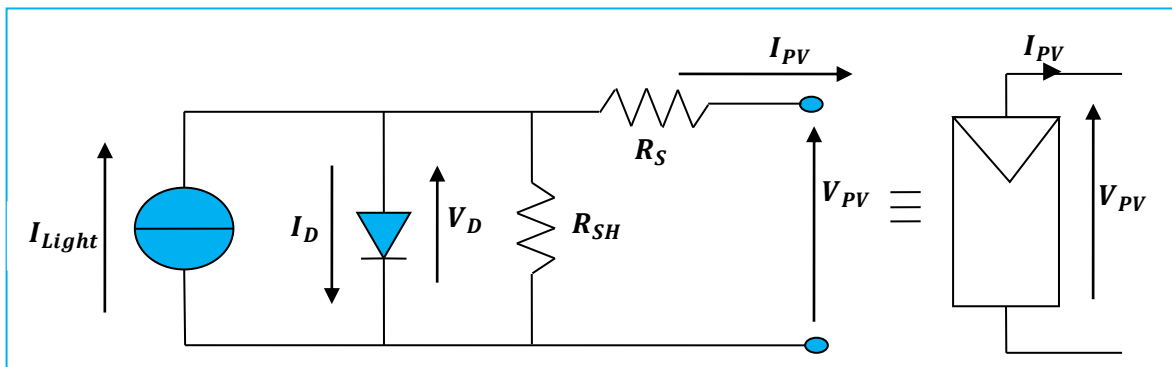 I_PV
I_PV
R_S
I_Light
I_D
V_D
R_SH
V_PV
≡
V_PV